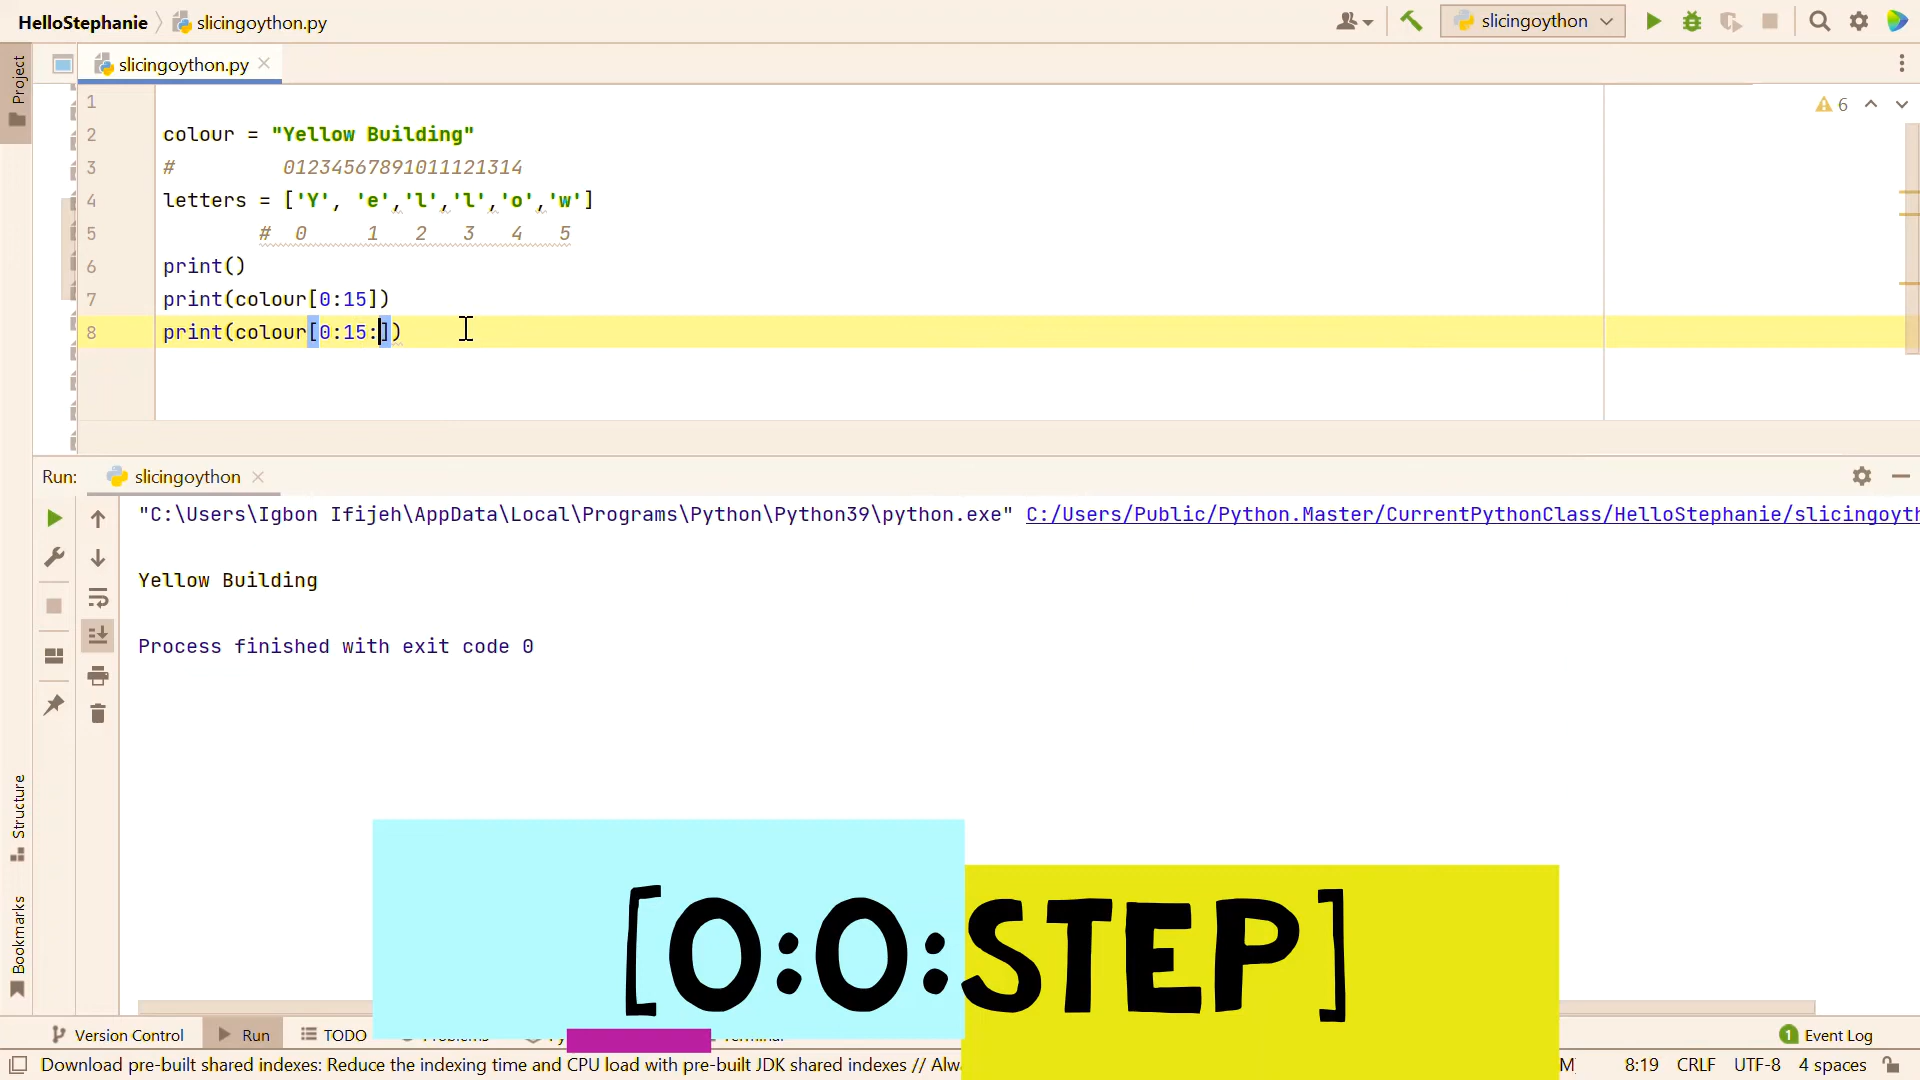 HelloStephanie slicingoython.py slicingoython
Project
slicingoython.py
1
2 colour = "Yellow Building"
3 # 01234567891011121314
4 letters = ['Y', 'e','l','l','o','w']
5 # 0 1 2 3 4 5
6 print()
7 print(colour[0:15])
8 print(colour[0:15:])
6
Run: slicingoython
"C:\Users\Igbon Ifijeh\AppData\Local\Programs\Python\Python39\python.exe" C:/Users/Public/Python.Master/CurrentPythonClass/HelloStephanie/slicingoyth
Yellow Building
Process finished with exit code 0
Structure
Bookmarks
[0:0:STEP]
Version Control Run TODO
1 Event Log
Download pre-built shared indexes: Reduce the indexing time and CPU load with pre-built JDK shared indexes // Alwa
8:19 CRLF UTF-8 4 spaces